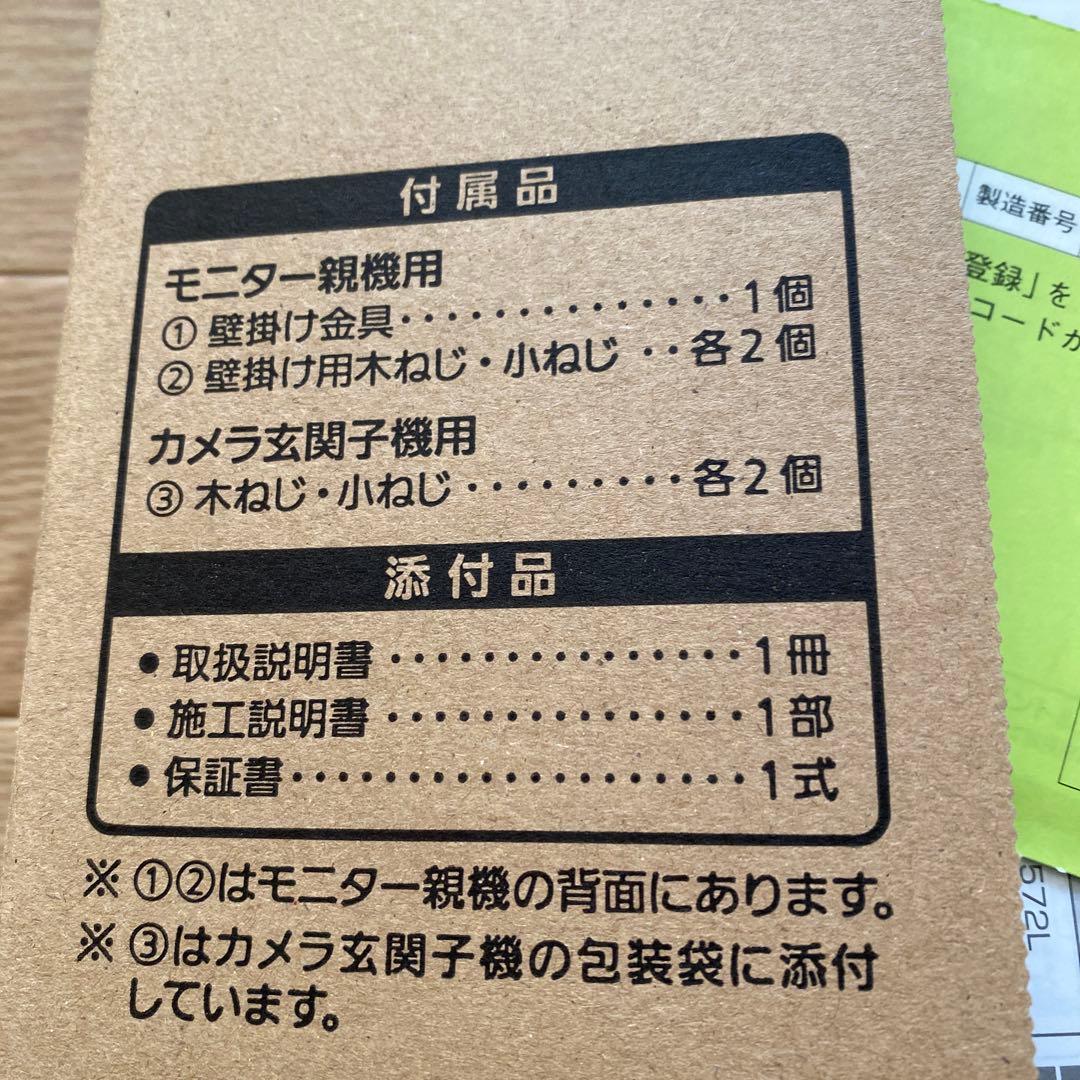 付属品
モニター親機用
① 壁掛け金具・・・・・・・・・・・・・・1個
② 壁掛け用木ねじ・小ねじ ・・各2個
カメラ玄関子機用
③ 木ねじ・小ねじ・・・・・・・・・各2個
添付品
● 取扱説明書・・・・・・・・・・・・・・・1冊
● 施工説明書・・・・・・・・・・・・・・・1部
● 保証書・・・・・・・・・・・・・・・・・・・1式
※ ①②はモニター親機の背面にあります。
※ ③はカメラ玄関子機の包装袋に添付
しています。
製造番号
登録」を
コードが
572L